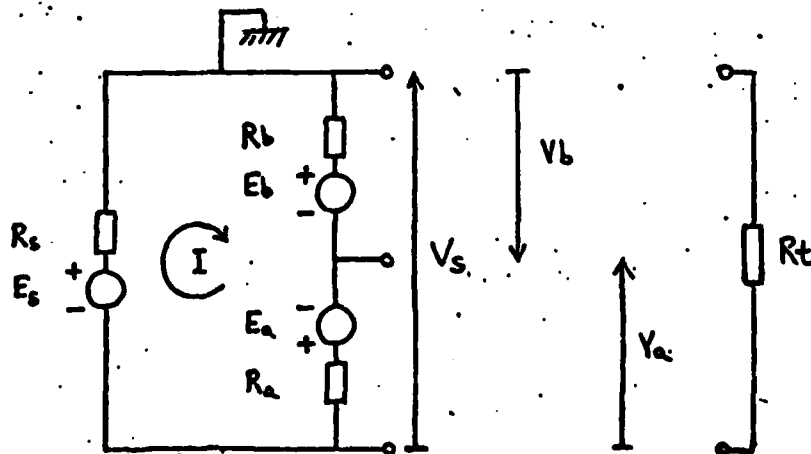 Rb
Vb
+
Eb
-
Rs
+
Es
-
I
Vs
Rt
-
Ea
+
Va
Ra